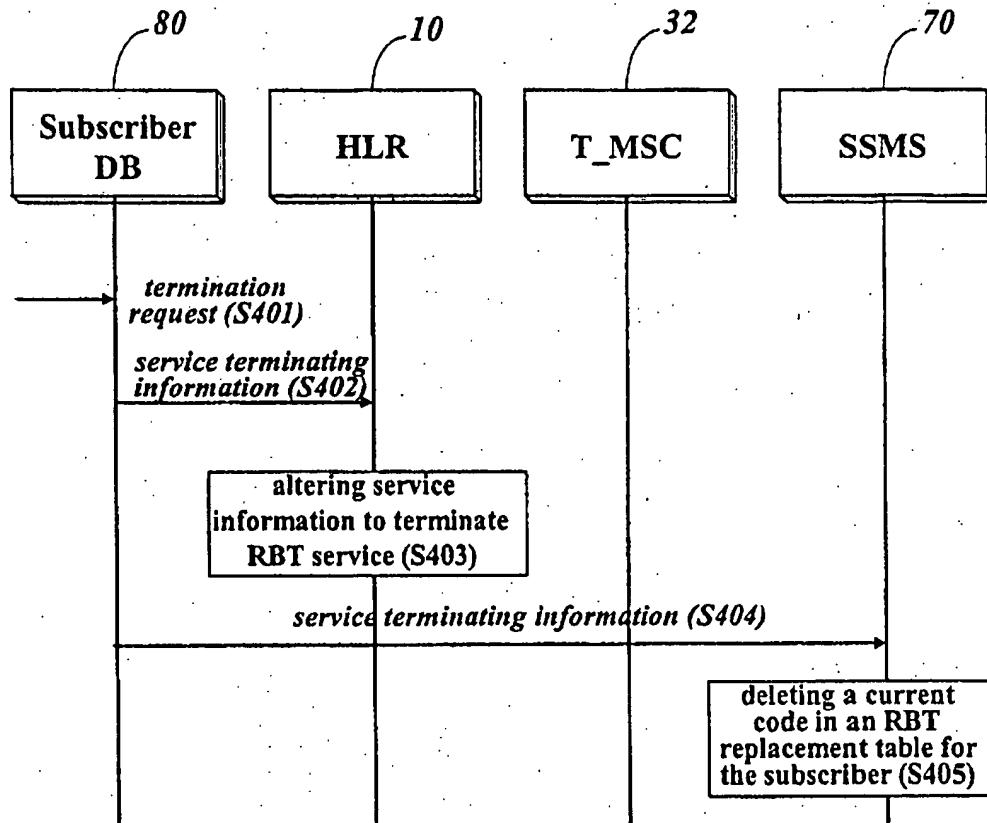 80
10
32
70
Subscriber
DB
HLR
T_MSC
SSMS
termination
request (S401)
service terminating
information (S402)
altering service
information to terminate
RBT service (S403)
service terminating information (S404)
deleting a current
code in an RBT
replacement table for
the subscriber (S405)